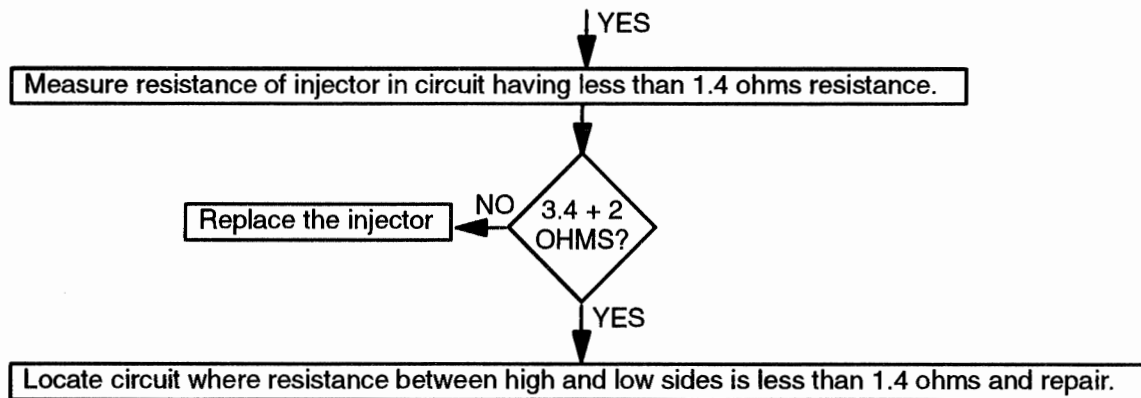 YES
Measure resistance of injector in circuit having less than 1.4 ohms resistance.
NO
3.4 + 2
OHMS?
Replace the injector
YES
Locate circuit where resistance between high and low sides is less than 1.4 ohms and repair.